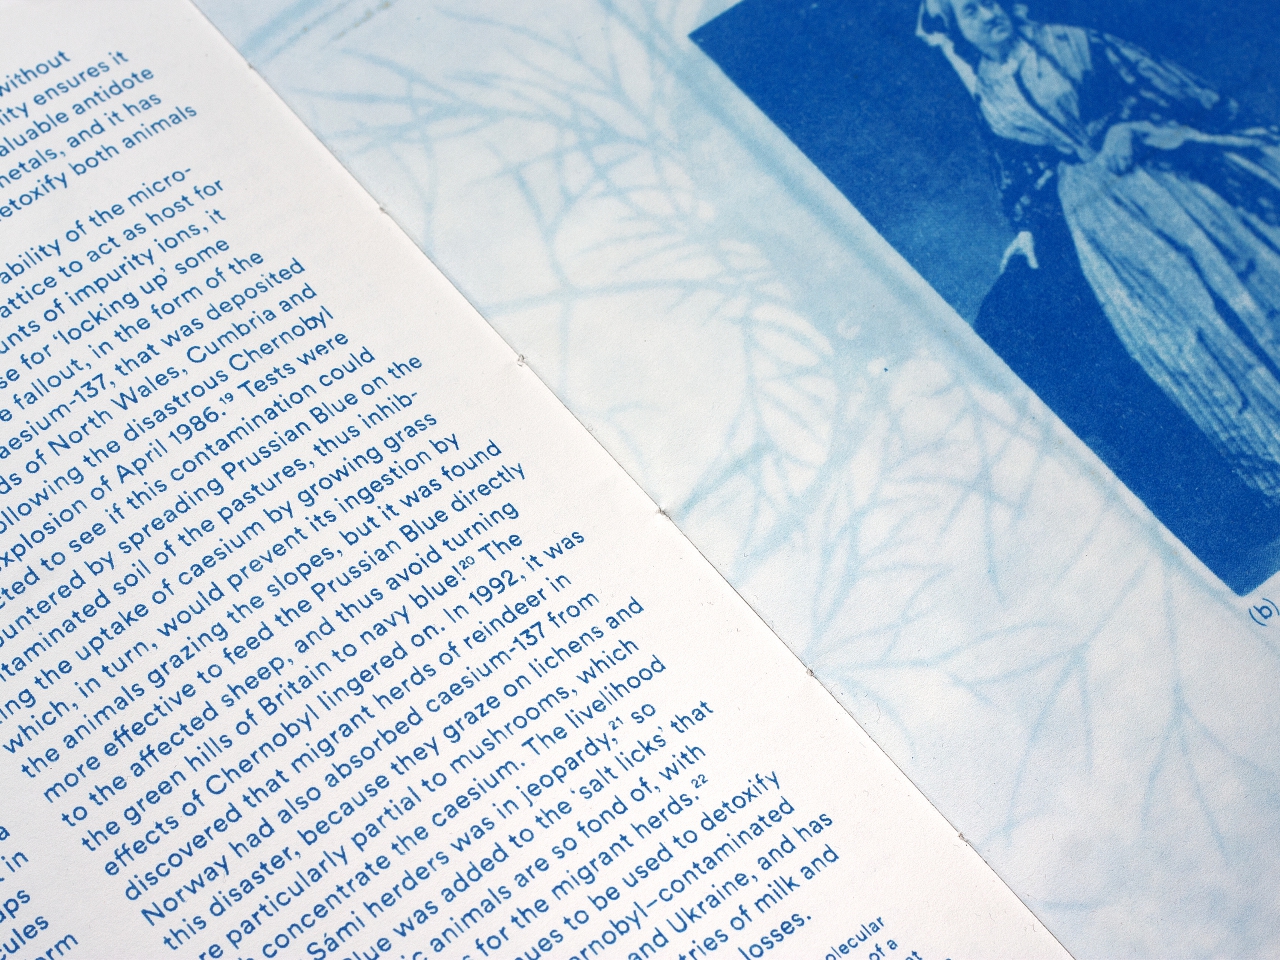 without
ility ensures it
aluable antidote
metals, and it has
etoxify both animals
ability of the micro-
attice to act as host for
unts of impurity ions, it
se for ‘locking up’ some
e fallout, in the form of the
aesium-137, that was deposited
ds of North Wales, Cumbria and
ollowing the disastrous Chernobyl
xplosion of April 1986.¹⁹ Tests were
cted to see if this contamination could
ountered by spreading Prussian Blue on the
ntaminated soil of the pastures, thus inhib-
ing the uptake of caesium by growing grass
which, in turn, would prevent its ingestion by
the animals grazing the slopes, but it was found
more effective to feed the Prussian Blue directly
to the affected sheep, and thus avoid turning
the green hills of Britain to navy blue!²⁰ The
effects of Chernobyl lingered on. In 1992, it was
discovered that migrant herds of reindeer in
Norway had also absorbed caesium-137 from
this disaster, because they graze on lichens and
re particularly partial to mushrooms, which
h concentrate the caesium. The livelihood
Sámi herders was in jeopardy,²¹ so
lue was added to the ‘salt licks’ that
c animals are so fond of, with
s for the migrant herds.²²
nues to be used to detoxify
ernobyl-contaminated
and Ukraine, and has
tries of milk and
losses.
a
t in
ups
cules
orm
olecular
of a
at
(b)